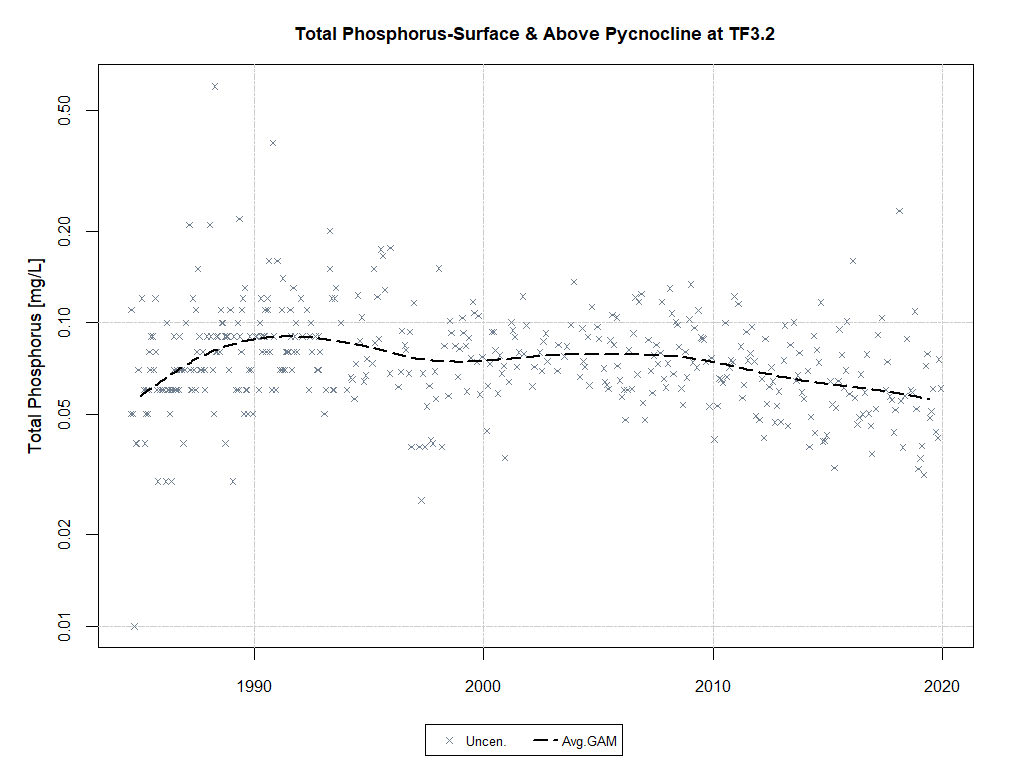 Total Phosphorus-Surface & Above Pycnocline at TF3.2
Total Phosphorus [mg/L]
0.50
0.20
0.10
0.05
0.02
0.01
1990 2000 2010 2020
Uncen. Avg.GAM